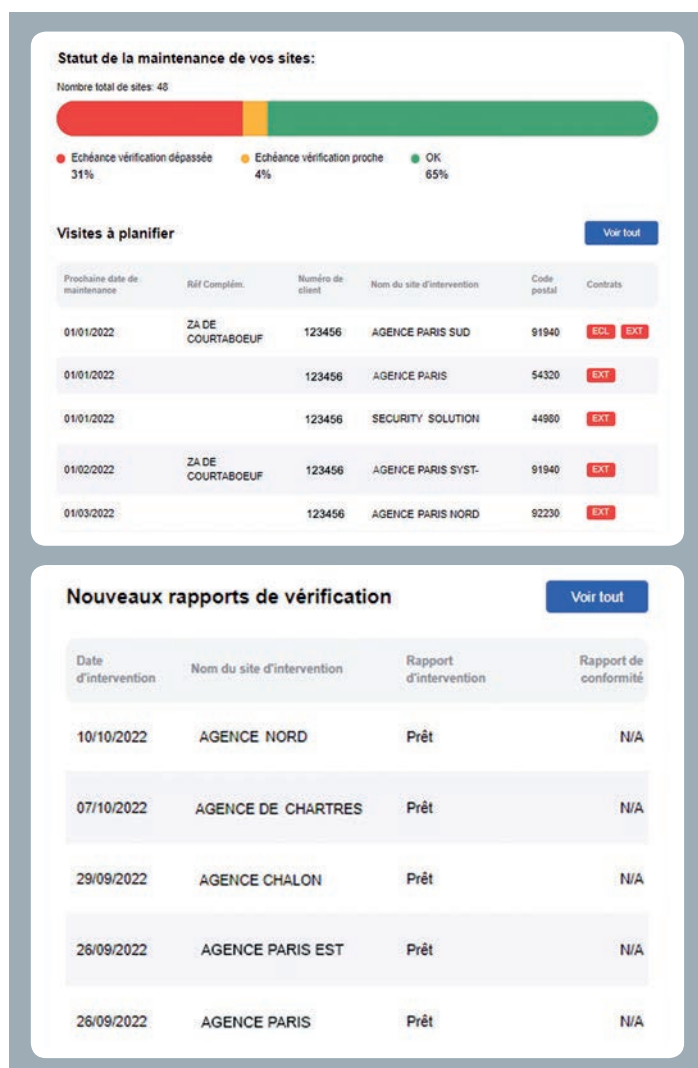 Statut de la maintenance de vos sites:
Nombre total de sites: 48
Echéance vérification dépassée
31%
Echéance vérification proche
4%
OK
65%
Visites à planifier
Voir tout
Prochaine date de maintenance Réf Complém. Numéro de client Nom du site d'intervention Code postal Contrats
01/01/2022 ZA DE COURTABOEUF 123456 AGENCE PARIS SUD 91940 ECL EXT
01/01/2022 123456 AGENCE PARIS 54320 EXT
01/01/2022 123456 SECURITY SOLUTION 44980 EXT
01/02/2022 ZA DE COURTABOEUF 123456 AGENCE PARIS SYST- 91940 EXT
01/03/2022 123456 AGENCE PARIS NORD 92230 EXT
Nouveaux rapports de vérification
Voir tout
Date d'intervention Nom du site d'intervention Rapport d'intervention Rapport de conformité
10/10/2022 AGENCE NORD Prêt N/A
07/10/2022 AGENCE DE CHARTRES Prêt N/A
29/09/2022 AGENCE CHALON Prêt N/A
26/09/2022 AGENCE PARIS EST Prêt N/A
26/09/2022 AGENCE PARIS Prêt N/A